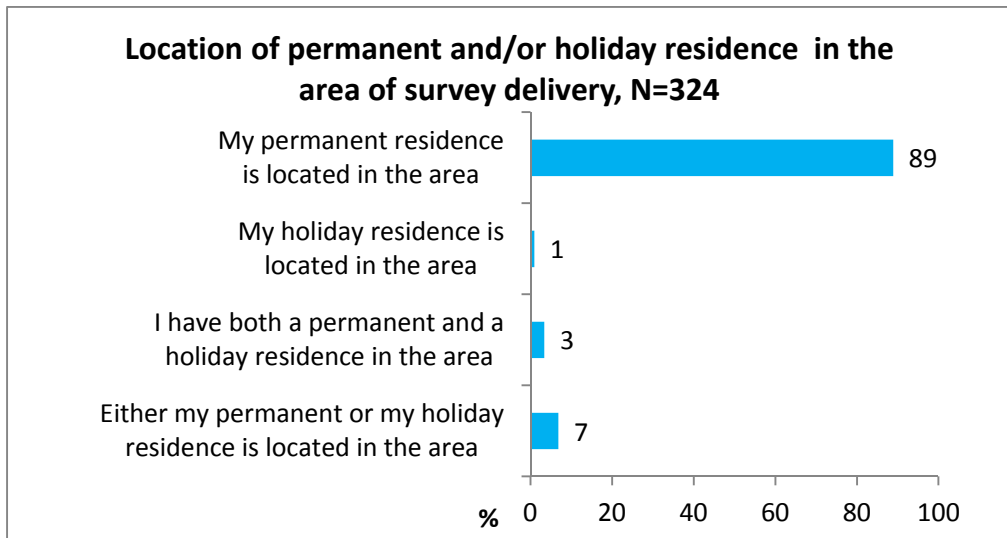 Location of permanent and/or holiday residence in the
area of survey delivery, N=324
My permanent residence
is located in the area
89
My holiday residence is
located in the area
1
I have both a permanent and a
holiday residence in the area
3
Either my permanent or my holiday
residence is located in the area
7
% 0 20 40 60 80 100